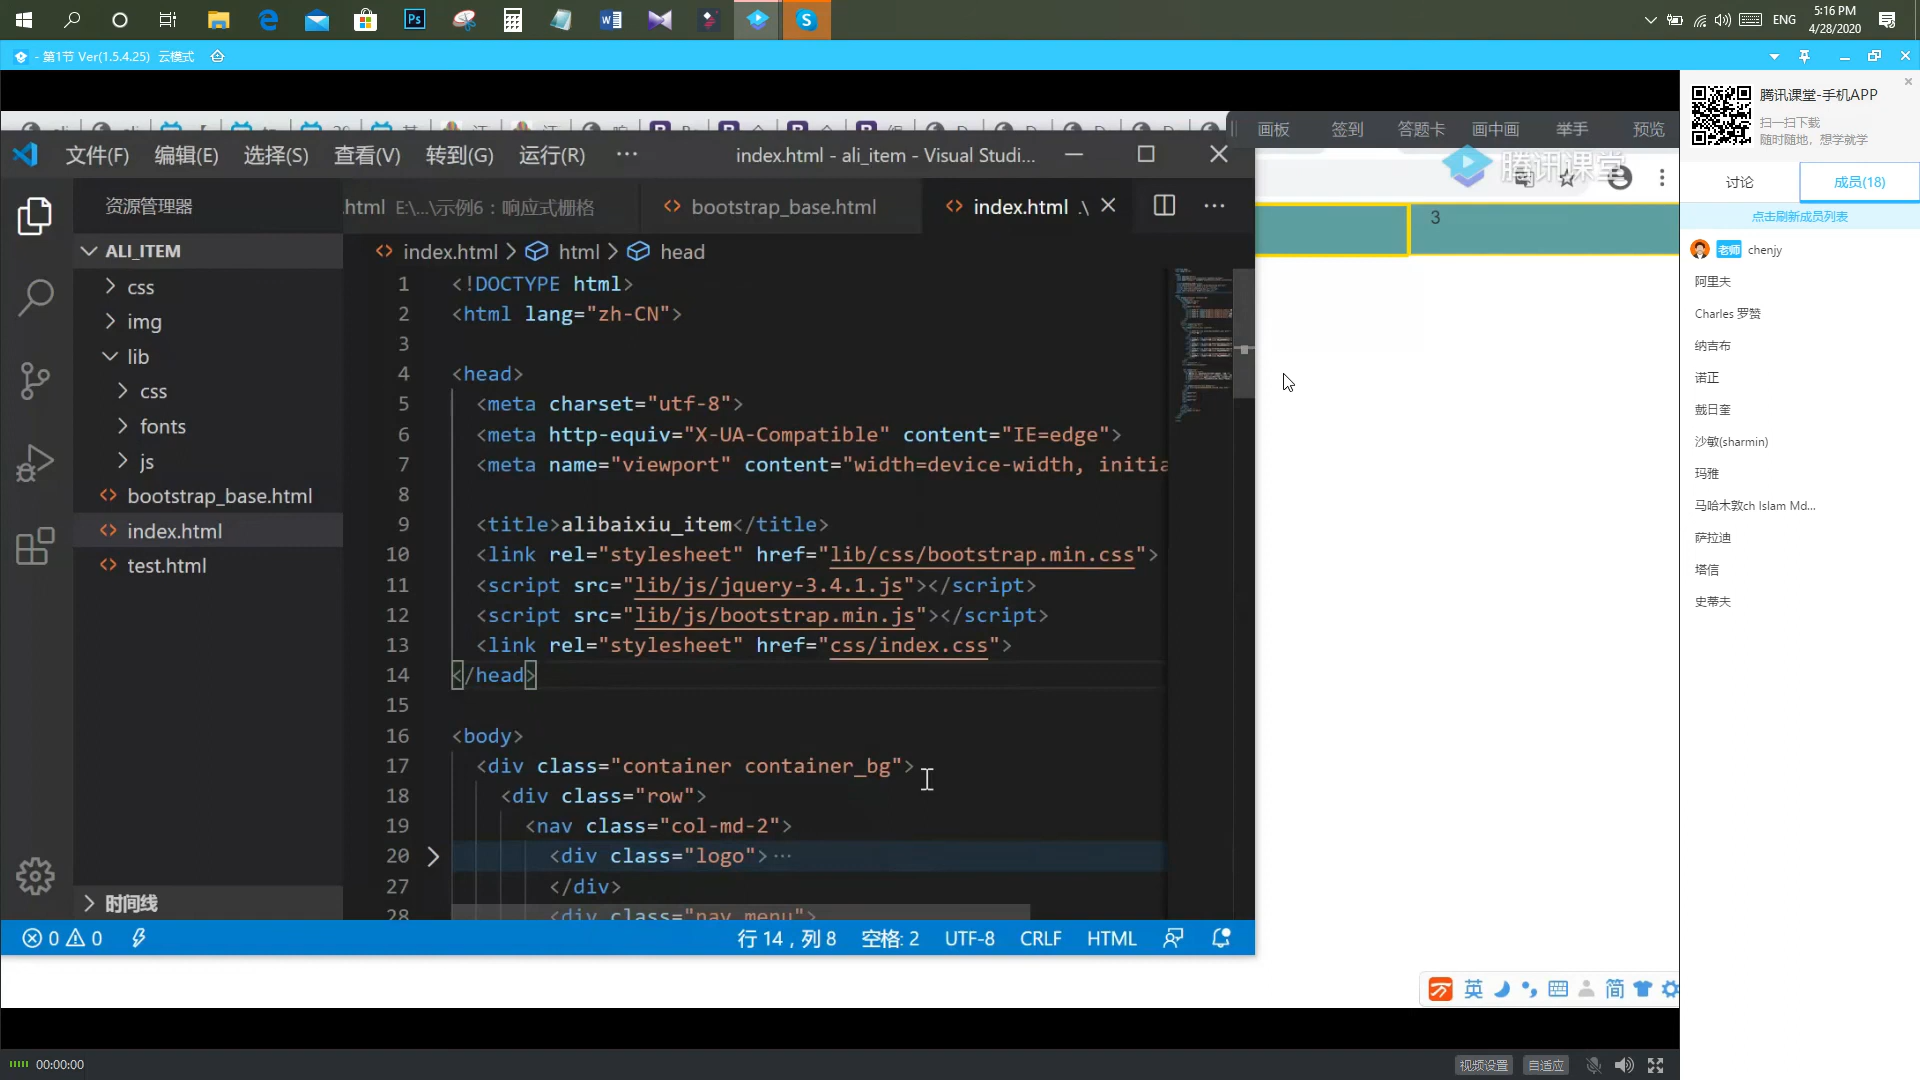 ENG
5:16 PM
4/28/2020
- 第1节 Ver(1.5.4.25) 云模式
画板 签到 答题卡 画中画 举手 预览
腾讯课堂
文件(F) 编辑(E) 选择(S) 查看(V) 转到(G) 运行(R) ···
index.html - ali_item - Visual Studi...
资源管理器
.html E:\...\示例6：响应式栅格
<> bootstrap_base.html
<> index.html .\
<> index.html > html > head
ALI_ITEM
css
img
lib
css
fonts
js
<> bootstrap_base.html
<> index.html
<> test.html
时间线
1 <!DOCTYPE html>
2 <html lang="zh-CN">
3
4 <head>
5 <meta charset="utf-8">
6 <meta http-equiv="X-UA-Compatible" content="IE=edge">
7 <meta name="viewport" content="width=device-width, initia
8
9 <title>alibaixiu_item</title>
10 <link rel="stylesheet" href="lib/css/bootstrap.min.css">
11 <script src="lib/js/jquery-3.4.1.js"></script>
12 <script src="lib/js/bootstrap.min.js"></script>
13 <link rel="stylesheet" href="css/index.css">
14 </head>
15
16 <body>
17 <div class="container container_bg">
18 <div class="row">
19 <nav class="col-md-2">
20 <div class="logo"> ···
27 </div>
28 <div class="nav_menu">
0 0
行 14，列 8 空格: 2 UTF-8 CRLF HTML
3
英 简
腾讯课堂-手机APP
扫一扫下载
随时随地，想学就学
讨论 成员(18)
点击刷新成员列表
老师 chenjy
阿里夫
Charles 罗赞
纳吉布
诺正
戴日奎
沙敏(sharmin)
玛雅
马哈木敦ch Islam Md...
萨拉迪
塔信
史蒂夫
00:00:00
视频设置 自适应